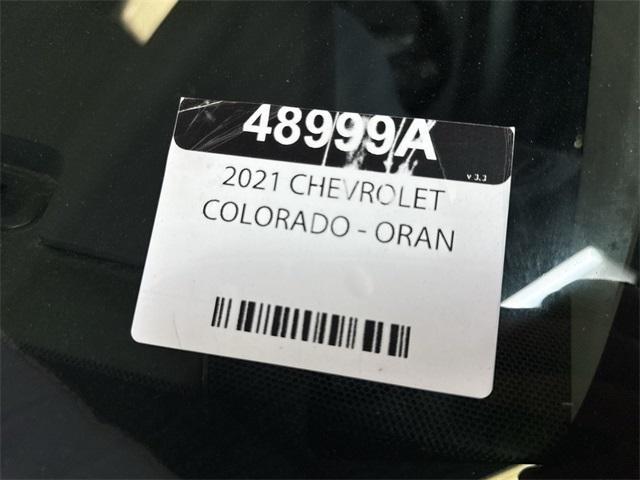 48999A
v 3.3
2021 CHEVROLET
COLORADO - ORAN